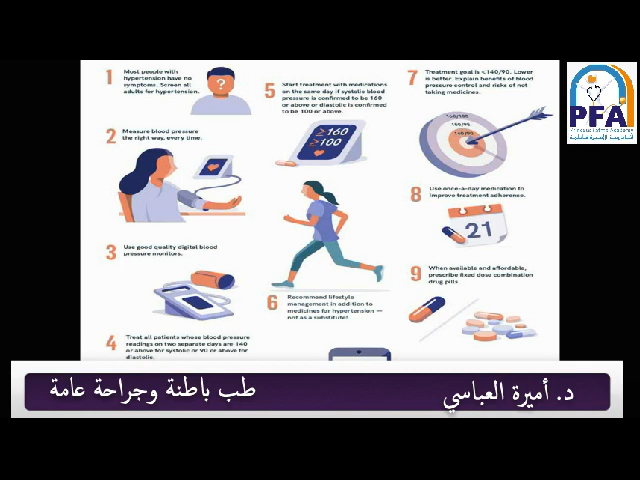 1
Most people with
hypertension have no
symptoms. Screen all
adults for hypertension.
?
2
Measure blood pressure
the right way, every time.
3
Use good quality digital blood
pressure monitors.
4
Treat all patients whose blood pressure
readings on two separate days are 140
or above for systolic or 90 or above for
diastolic.
5
Start treatment with medications
on the same day if systolic blood
pressure is confirmed to be 160
or above or diastolic is confirmed
to be 100 or above.
≥160
≥100
6
Recommend lifestyle
management in addition to
medicines for hypertension —
not as a substitute!
7
Treatment goal is <140/90. Lower
is better. Explain benefits of blood
pressure control and risks of not
taking medicines.
8
Use once-a-day medication to
improve treatment adherence.
21
9
When available and affordable,
prescribe fixed dose combination
drug pills
PFA
Princess Fatma Academy
طب باطنة وجراحة عامة
د. أميرة العباسي